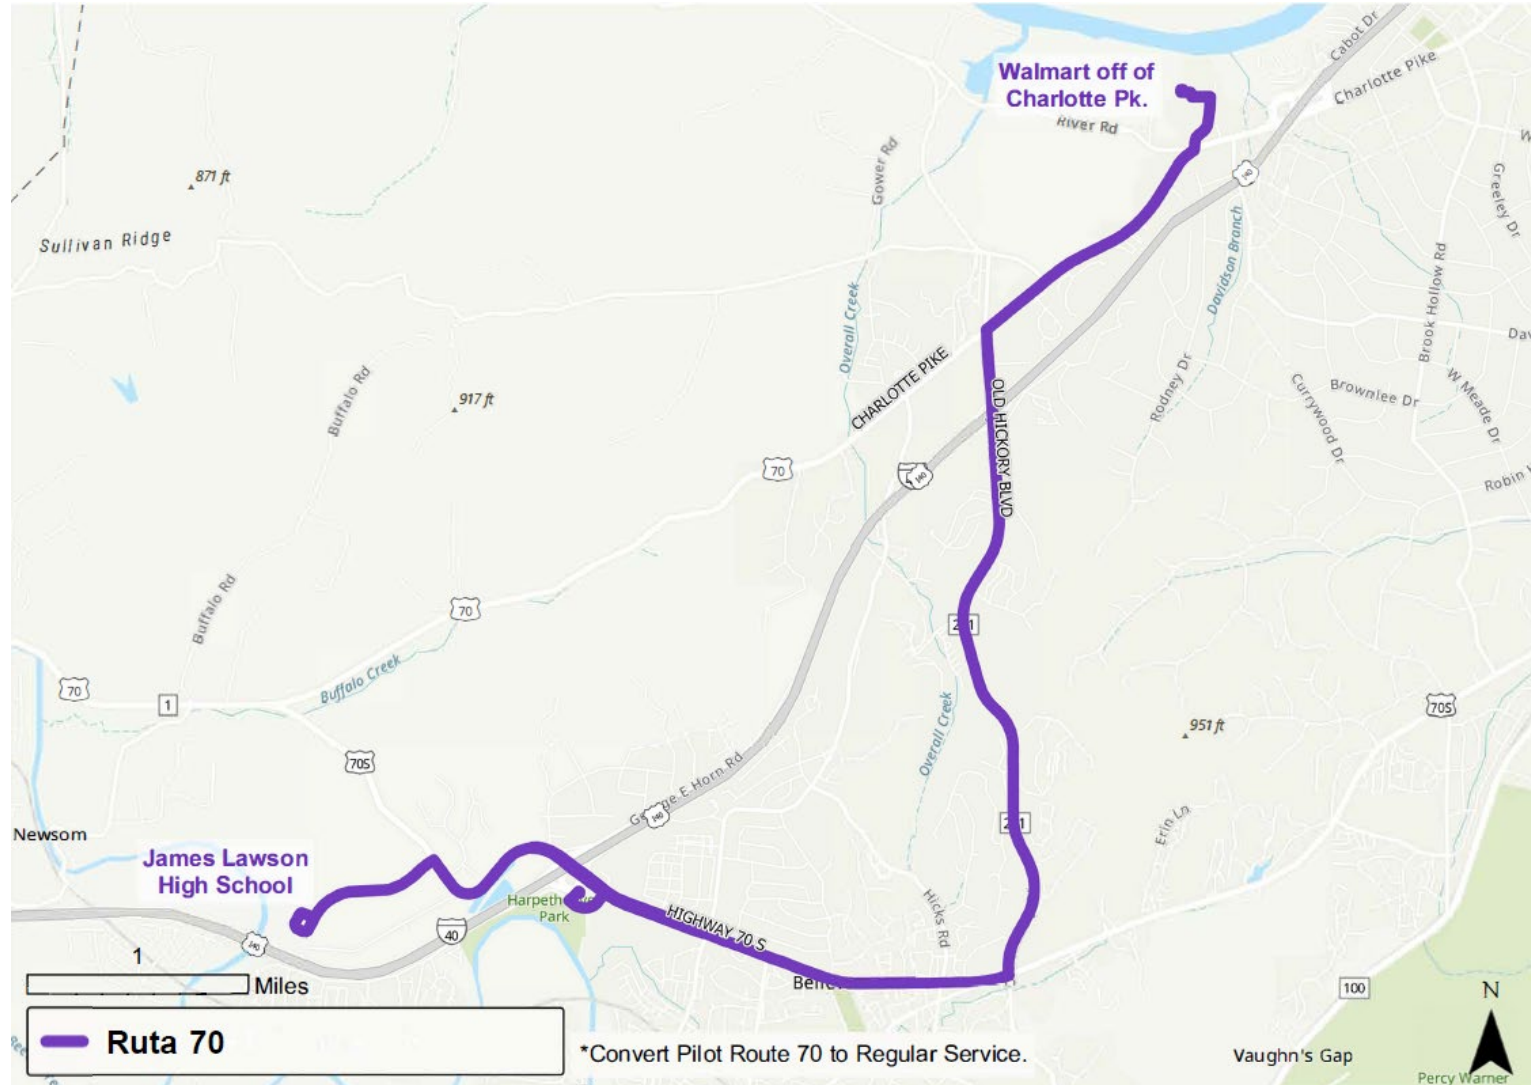 Cabot Dr
Walmart off of
Charlotte Pk.
Charlotte Pike
River Rd
Gower Rd
871 ft
Greeley Dr
Sullivan Ridge
Davidson Branch
Overall Creek
Brook Hollow Rd
CHARLOTTE PIKE
Buffalo Rd
917 ft
OLD HICKORY BLVD
Rodney Dr
Currywood Dr
Brownlee Dr
W Meade Dr
70
Robin
Buffalo Rd
70
Buffalo Creek
70
1
70S
Overall Creek
951 ft
70S
George E Horn Rd
Erin Ln
Newsom
James Lawson
High School
Harpeth
Park
HIGHWAY 70 S
Hicks Rd
40
1
Miles
100
N
Ruta 70
*Convert Pilot Route 70 to Regular Service.
Vaughn's Gap
Percy Warner